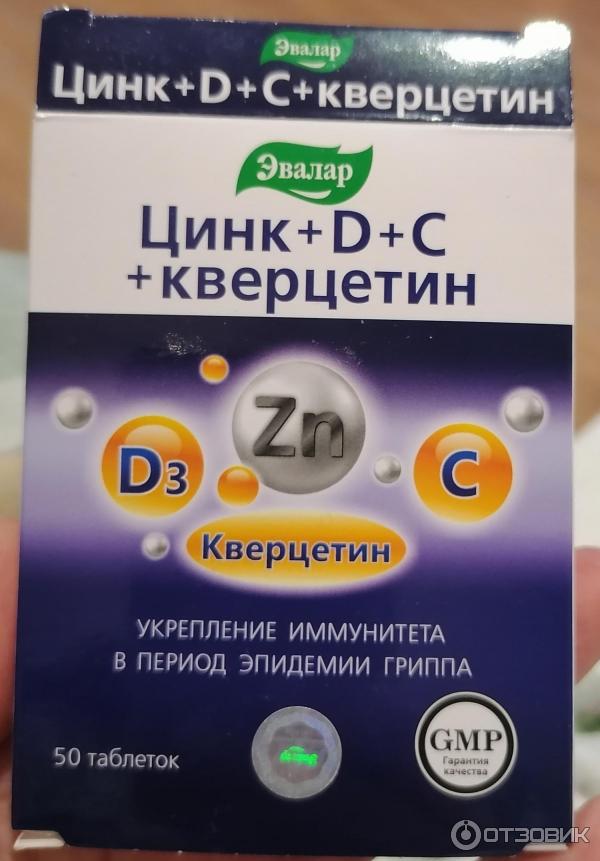 Эвалар
Цинк+D+C+кверцетин
Эвалар
Цинк+D+C
+кверцетин
Zn
D3
C
Кверцетин
УКРЕПЛЕНИЕ ИММУНИТЕТА
В ПЕРИОД ЭПИДЕМИИ ГРИППА
50 таблеток
GMP
Гарантия
качества
ОТЗОВИК